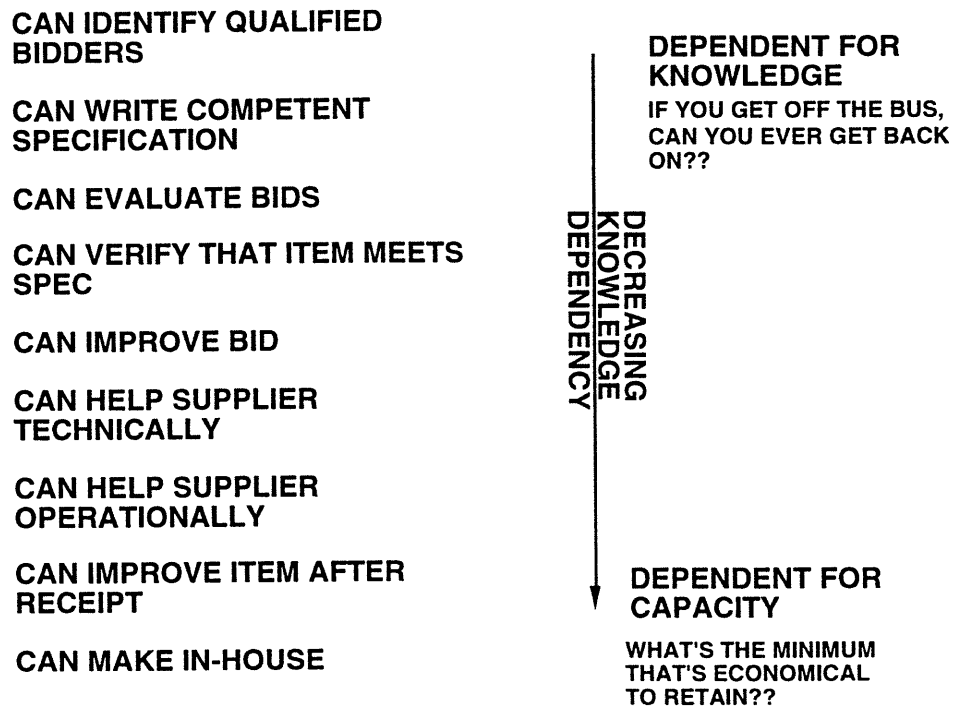 CAN IDENTIFY QUALIFIED
BIDDERS
CAN WRITE COMPETENT
SPECIFICATION
CAN EVALUATE BIDS
CAN VERIFY THAT ITEM MEETS
SPEC
CAN IMPROVE BID
CAN HELP SUPPLIER
TECHNICALLY
CAN HELP SUPPLIER
OPERATIONALLY
CAN IMPROVE ITEM AFTER
RECEIPT
CAN MAKE IN-HOUSE
DECREASING
KNOWLEDGE
DEPENDENCY
DEPENDENT FOR
KNOWLEDGE
IF YOU GET OFF THE BUS,
CAN YOU EVER GET BACK
ON??
DEPENDENT FOR
CAPACITY
WHAT'S THE MINIMUM
THAT'S ECONOMICAL
TO RETAIN??